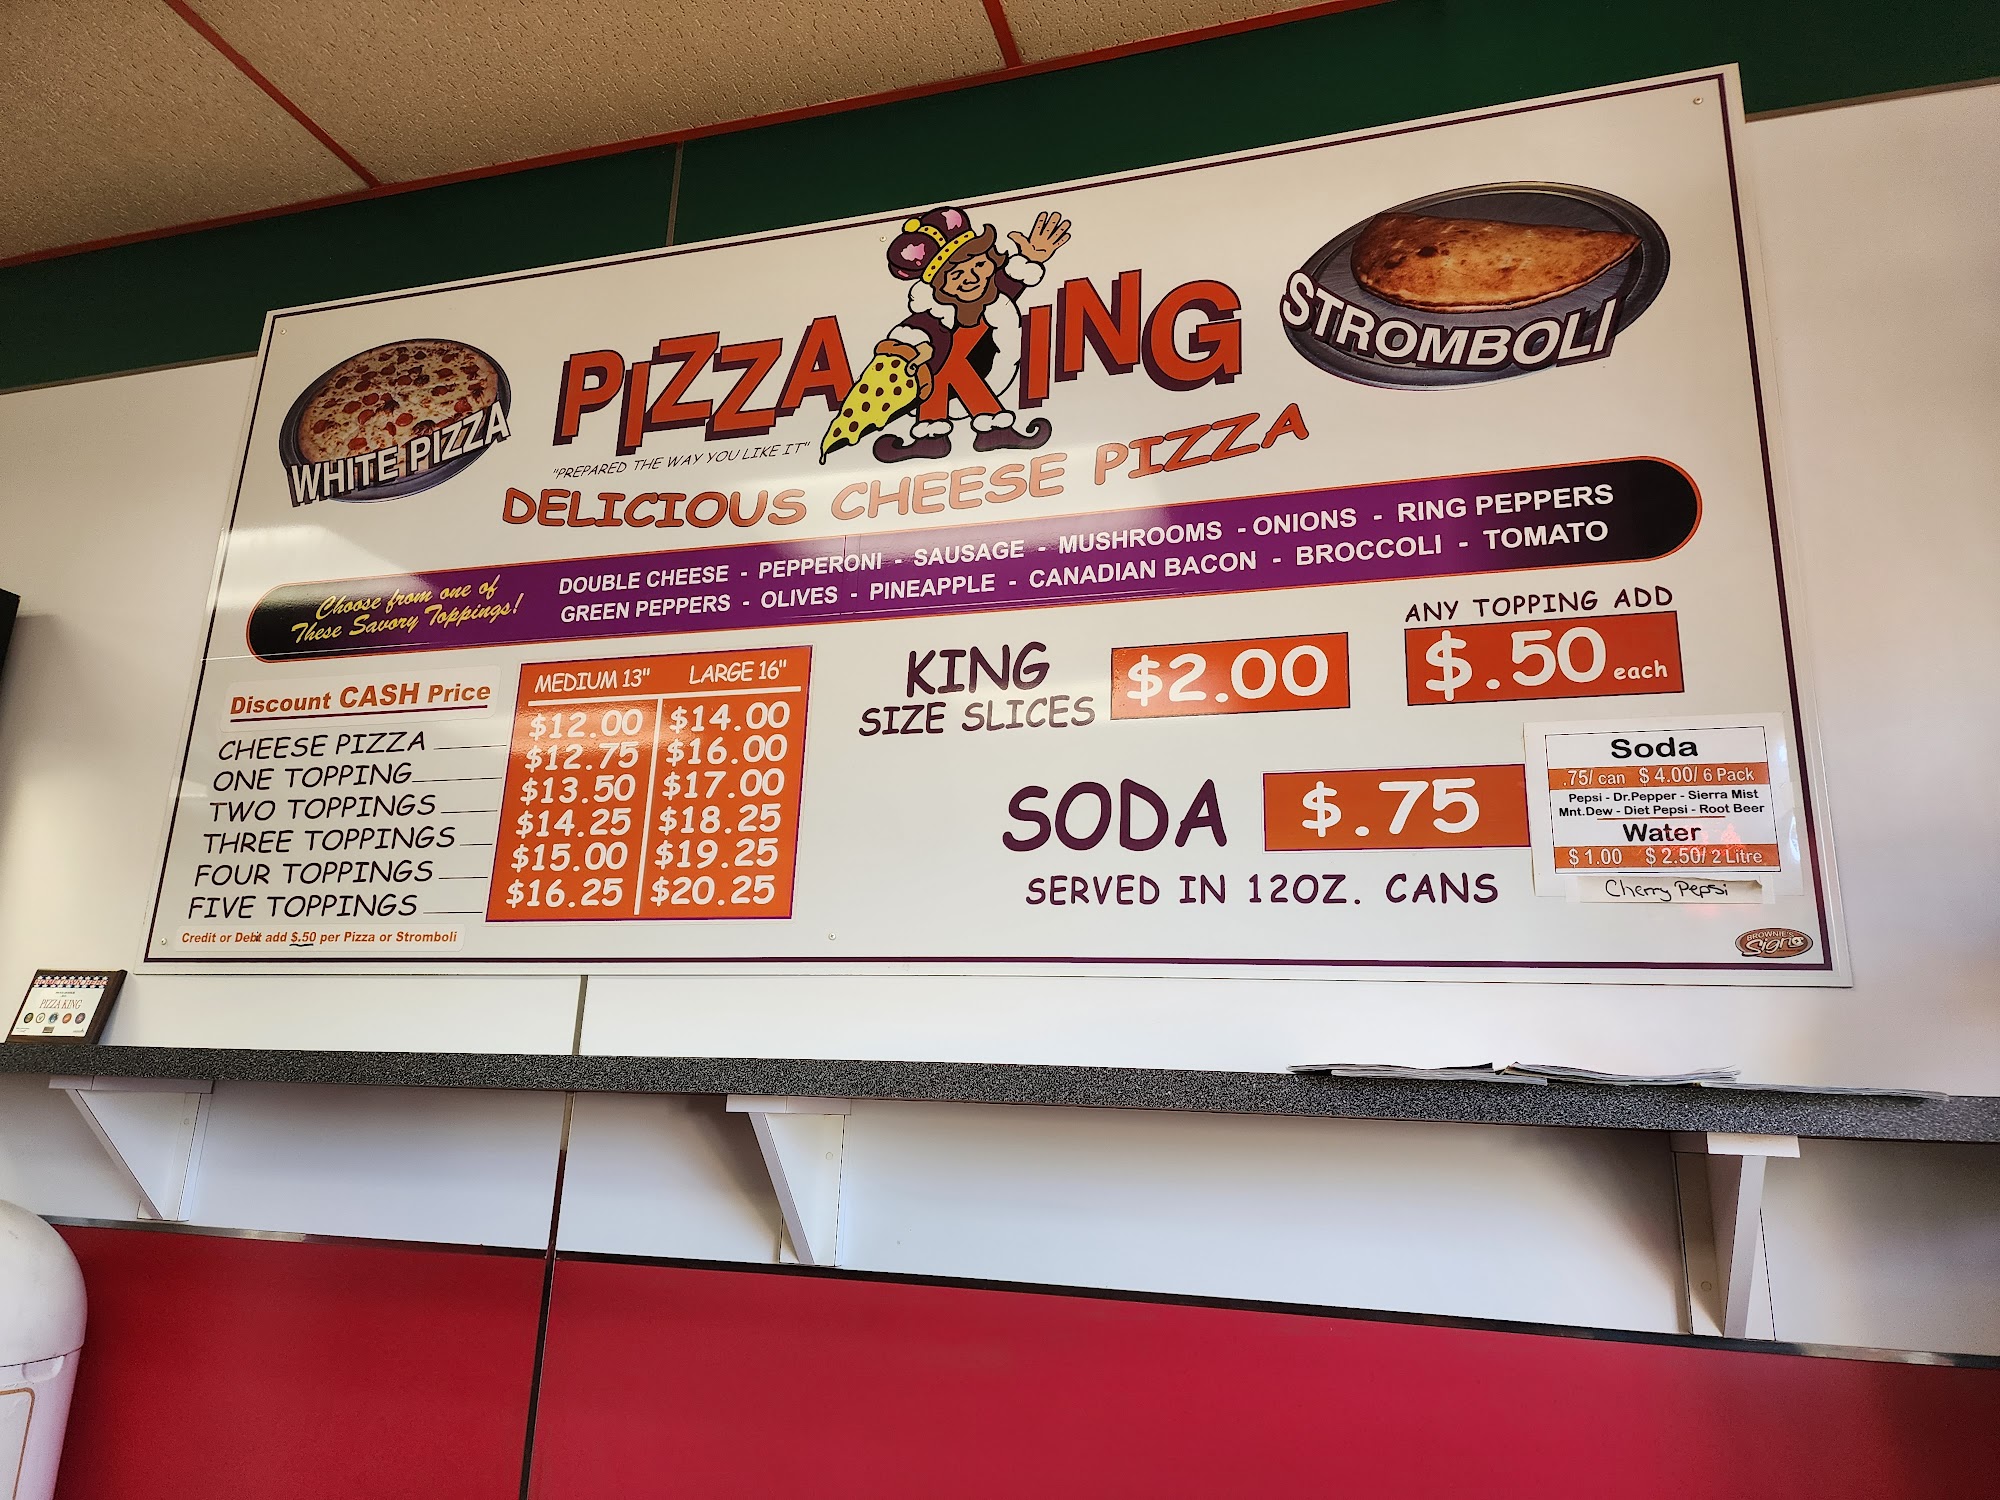 WHITE PIZZA
PIZZA KING
"PREPARED THE WAY YOU LIKE IT"
STROMBOLI
DELICIOUS CHEESE PIZZA
Choose from one of
These Savory Toppings!
DOUBLE CHEESE - PEPPERONI - SAUSAGE - MUSHROOMS - ONIONS - RING PEPPERS
GREEN PEPPERS - OLIVES - PINEAPPLE - CANADIAN BACON - BROCCOLI - TOMATO
Discount CASH Price
MEDIUM 13" LARGE 16"
CHEESE PIZZA $12.00 $14.00
ONE TOPPING $12.75 $16.00
TWO TOPPINGS $13.50 $17.00
THREE TOPPINGS $14.25 $18.25
FOUR TOPPINGS $15.00 $19.25
FIVE TOPPINGS $16.25 $20.25
Credit or Debit add $.50 per Pizza or Stromboli
KING
SIZE SLICES
$2.00
ANY TOPPING ADD
$.50 each
SODA $.75
SERVED IN 12OZ. CANS
Soda
.75/ can $4.00/ 6 Pack
Pepsi - Dr.Pepper - Sierra Mist
Mnt.Dew - Diet Pepsi - Root Beer
Water
$1.00 $2.50/ 2 Litre
Cherry Pepsi
BROWNIE'S
Signs
PIZZA KING